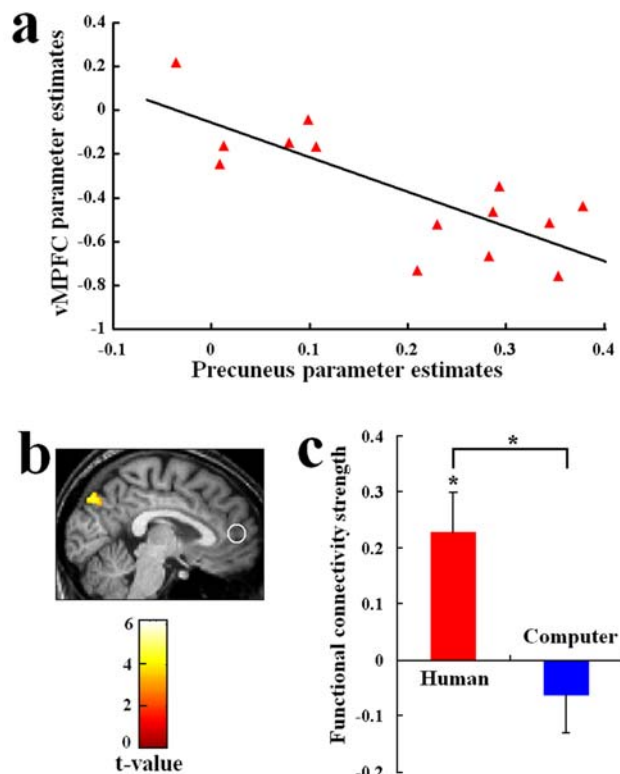 a
vMPFC parameter estimates
0.4
0.2
0
-0.2
-0.4
-0.6
-0.8
-1
-0.1 0 0.1 0.2 0.3 0.4
Precuneus parameter estimates
b
6
4
2
0
t-value
c
Functional connectivity strength
0.4
0.3
0.2
0.1
0
-0.1
-0.2
*
*
Human
Computer